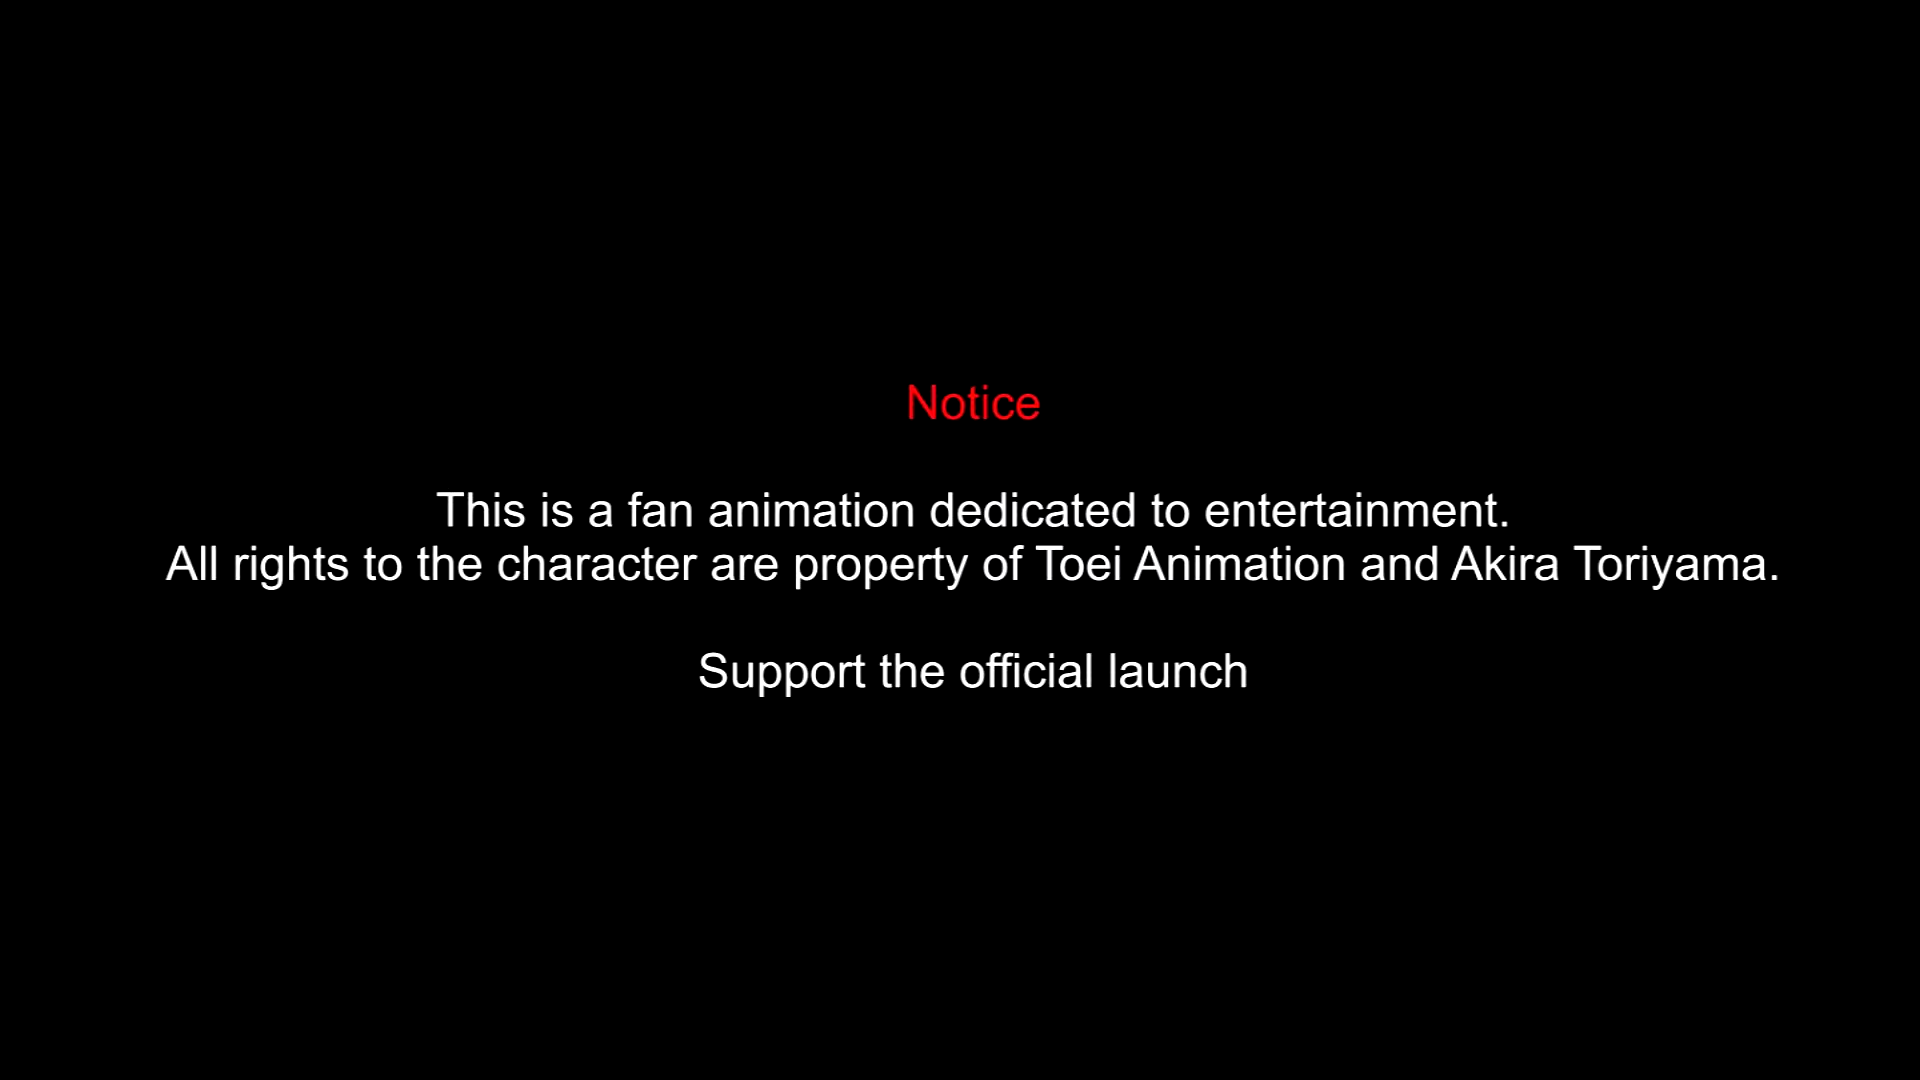 Notice
This is a fan animation dedicated to entertainment.
All rights to the character are property of Toei Animation and Akira Toriyama.
Support the official launch